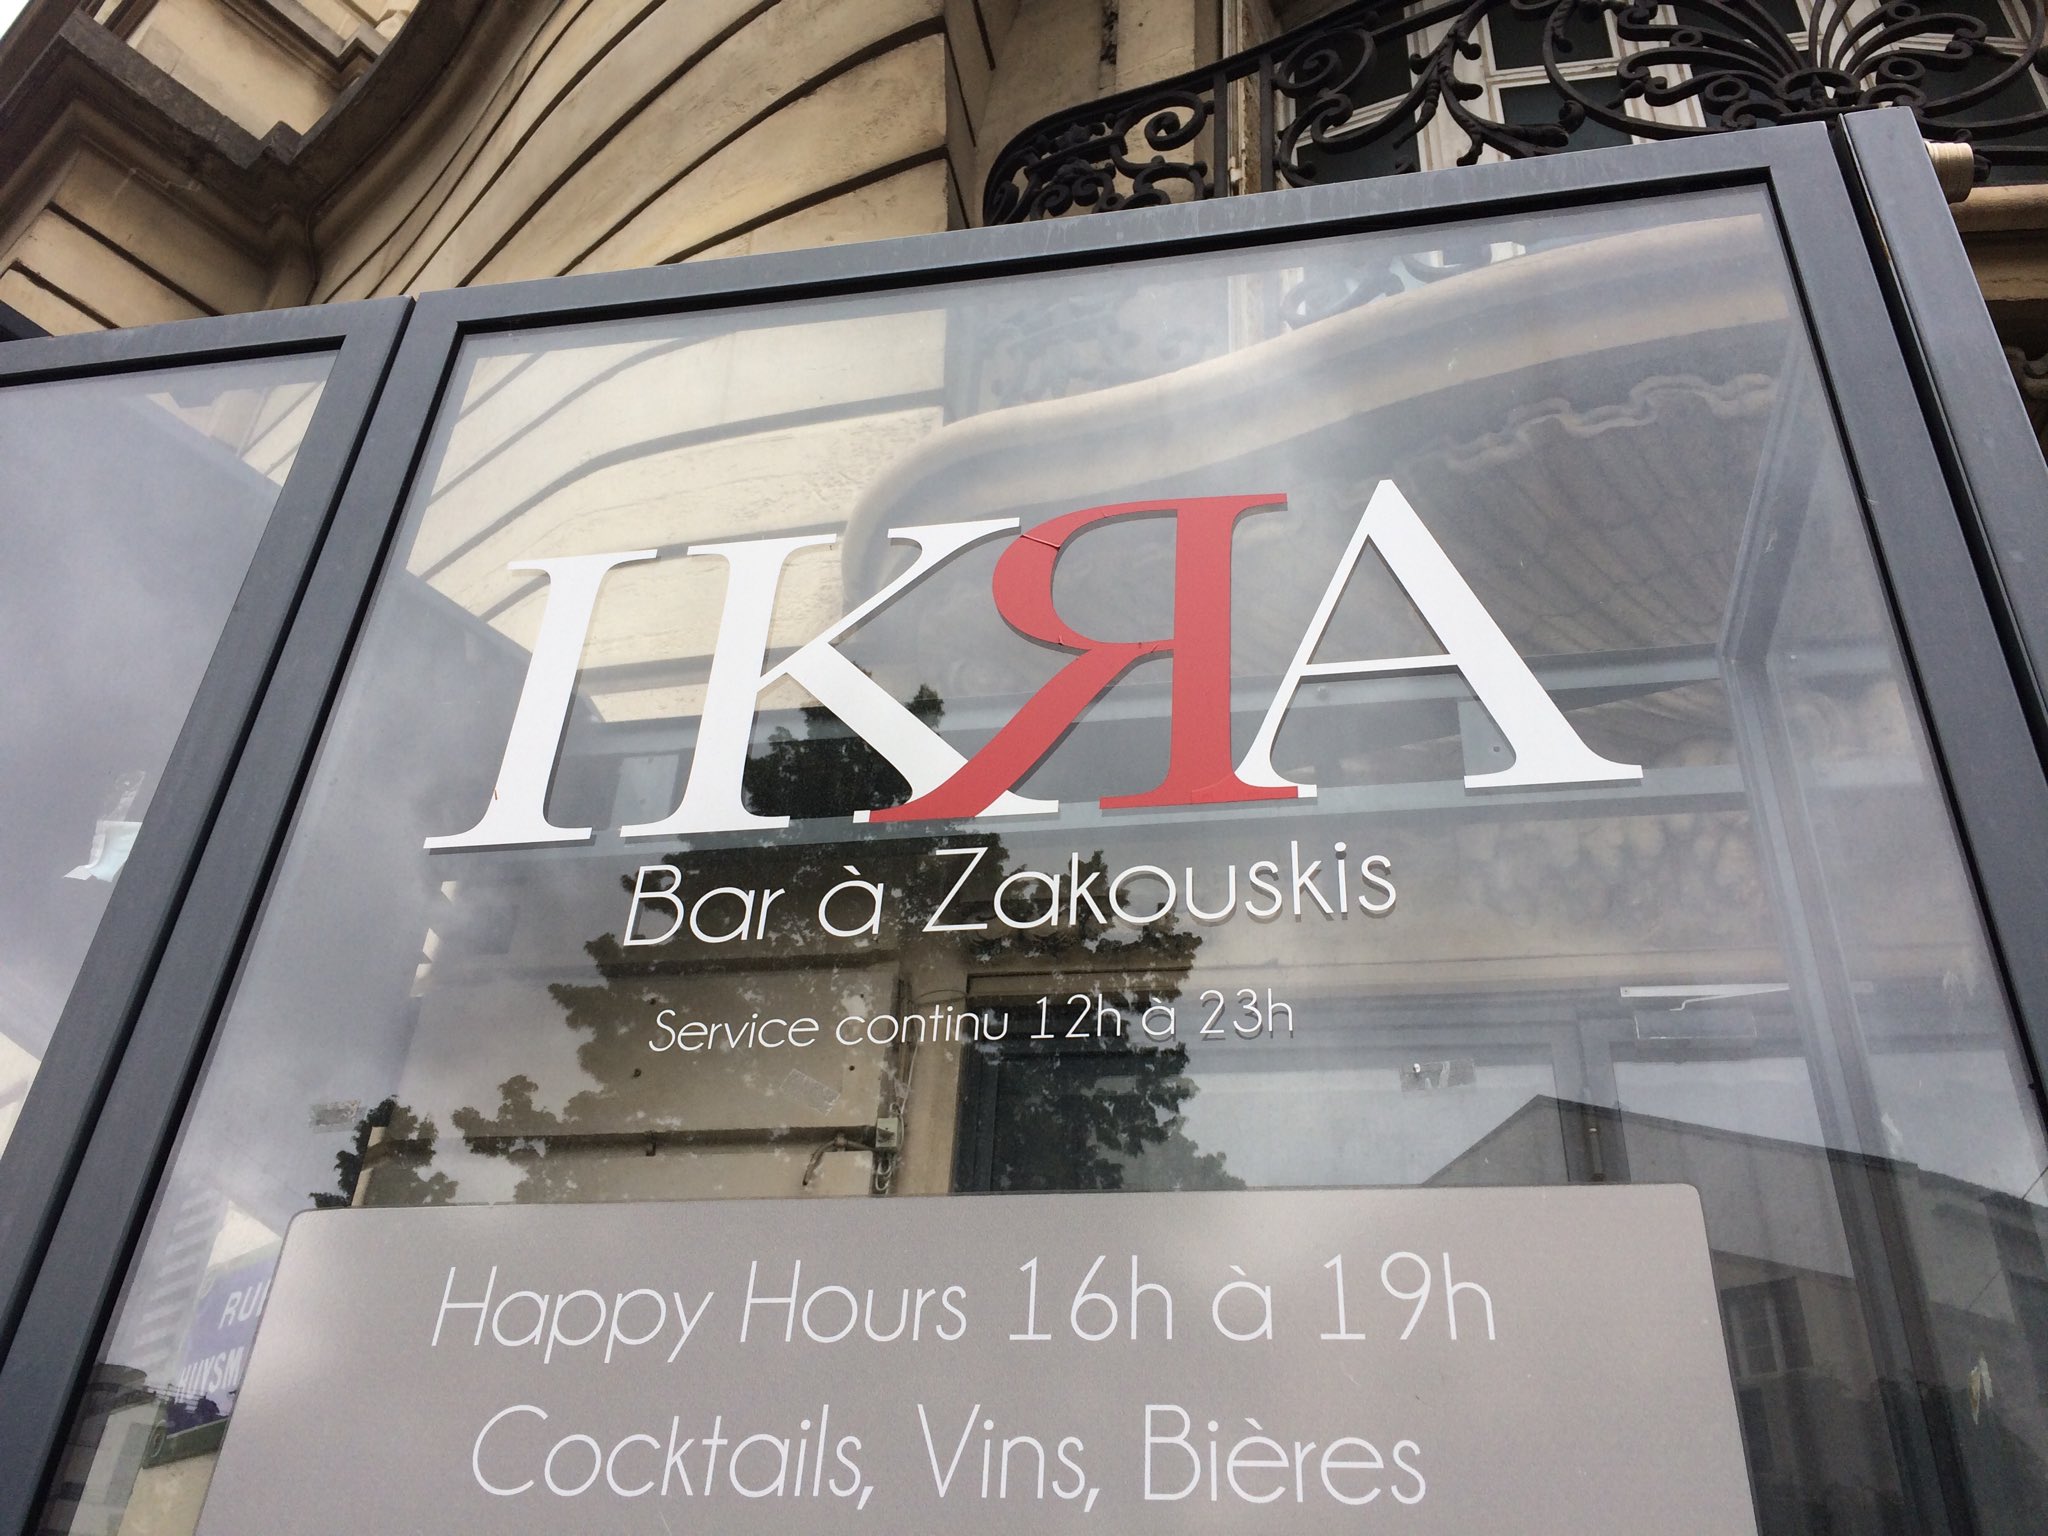 IKЯA
Bar à Zakouskis
Service continu 12h à 23h
Happy Hours 16h à 19h
Cocktails, Vins, Bières